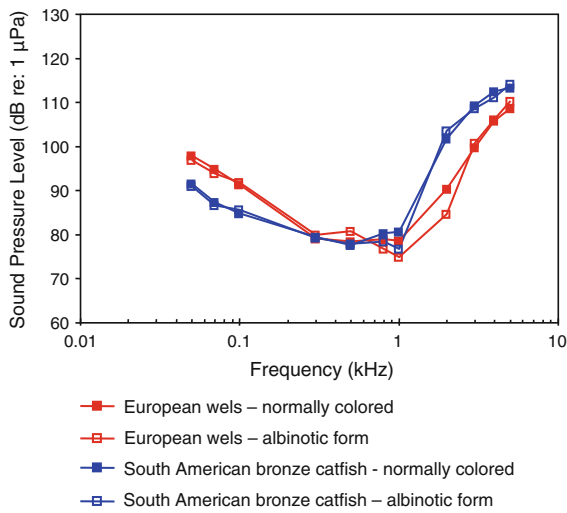 Sound Pressure Level (dB re: 1 µPa)
130
120
110
100
90
80
70
60
0.01
0.1
1
10
Frequency (kHz)
European wels – normally colored
European wels – albinotic form
South American bronze catfish - normally colored
South American bronze catfish – albinotic form